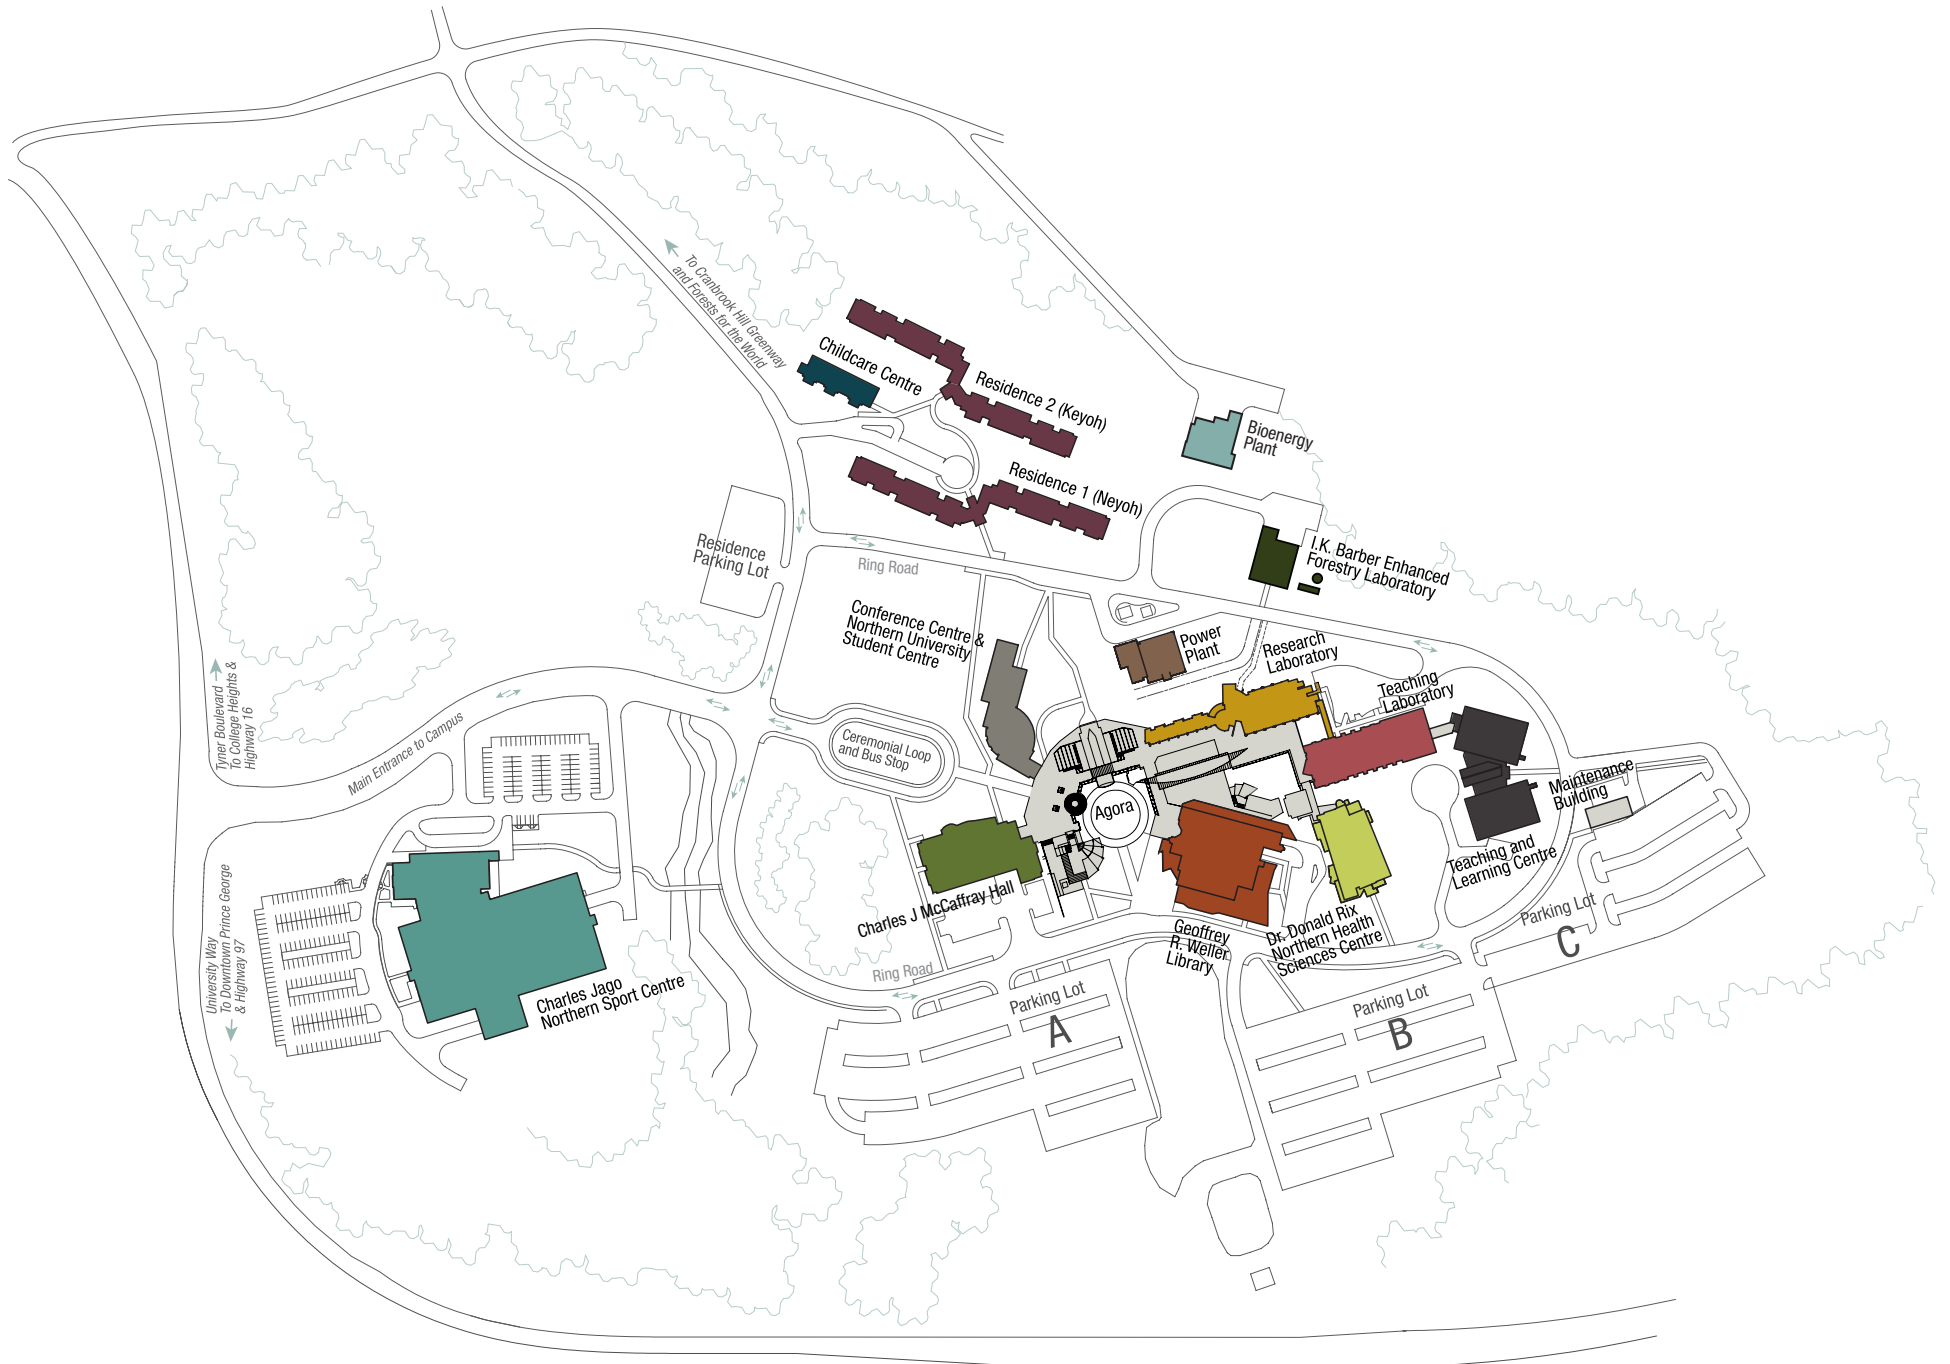 To Cranbrook Hill Greenway
and Forests for the World
Childcare Centre
Residence 2 (Keyoh)
Bioenergy
Plant
Residence 1 (Neyoh)
Residence
Parking Lot
Ring Road
I.K. Barber Enhanced
Forestry Laboratory
Conference Centre &
Northern University
Student Centre
Power
Plant
Research
Laboratory
Teaching
Laboratory
Tyner Boulevard
To College Heights &
Highway 16
Main Entrance to Campus
Ceremonial Loop
and Bus Stop
Maintenance
Building
Agora
Teaching and
Learning Centre
Charles J McCaffray Hall
University Way
To Downtown Prince George
& Highway 97
Geoffrey
R. Weller
Library
Dr. Donald Rix
Northern Health
Sciences Centre
Parking Lot
C
Ring Road
Charles Jago
Northern Sport Centre
Parking Lot
A
Parking Lot
B